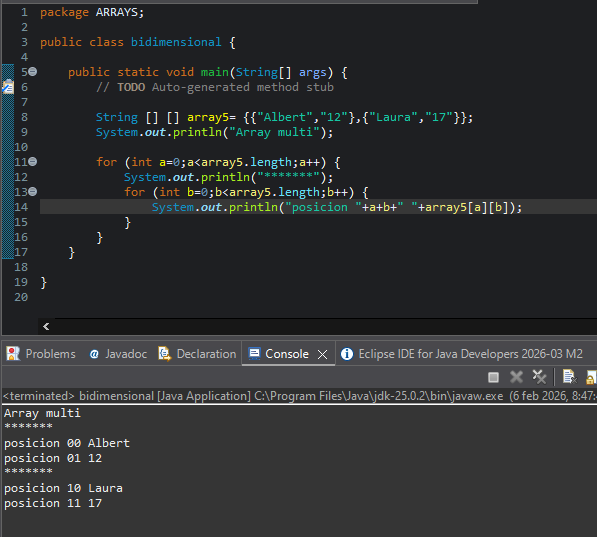 1 package ARRAYS;
2
3 public class bidimensional {
4
5 public static void main(String[] args) {
6 // TODO Auto-generated method stub
7
8 String [] [] array5= {{"Albert","12"},{"Laura","17"}};
9 System.out.println("Array multi");
10
11 for (int a=0;a<array5.length;a++) {
12 System.out.println("*******");
13 for (int b=0;b<array5.length;b++) {
14 System.out.println("posicion "+a+b+" "+array5[a][b]);
15 }
16 }
17 }
18
19 }
20
Problems @ Javadoc Declaration Console Eclipse IDE for Java Developers 2026-03 M2
<terminated> bidimensional [Java Application] C:\Program Files\Java\jdk-25.0.2\bin\javaw.exe (6 feb 2026, 8:47:
Array multi
*******
posicion 00 Albert
posicion 01 12
*******
posicion 10 Laura
posicion 11 17